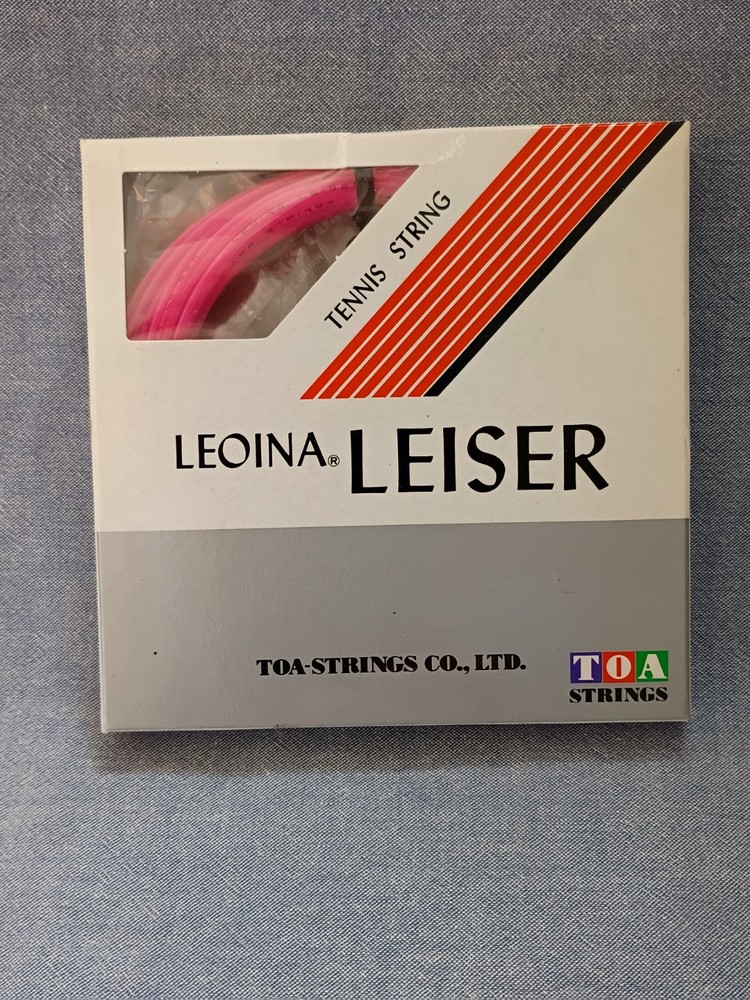 TENNIS STRING
LEOINA® LEISER
TOA-STRINGS CO., LTD.
TOA
STRINGS